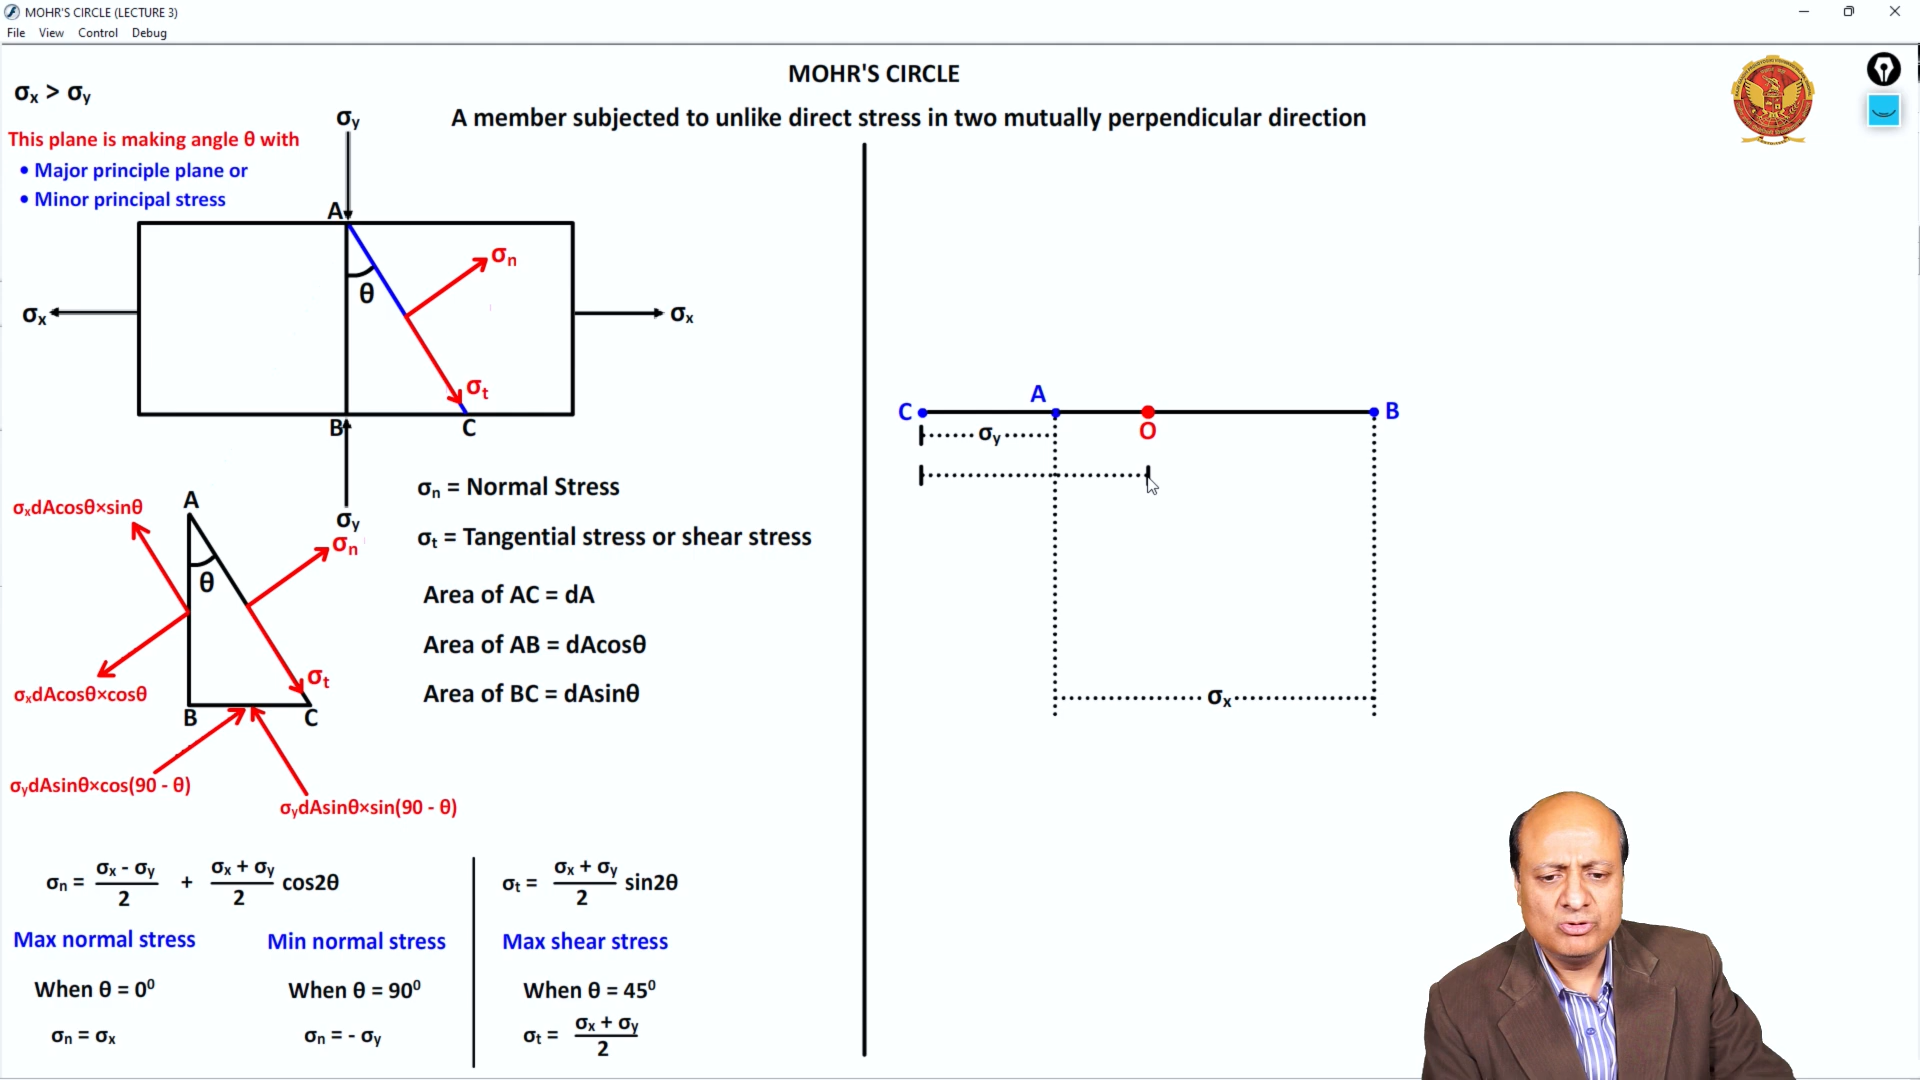 MOHR'S CIRCLE (LECTURE 3)
File View Control Debug
MOHR'S CIRCLE
A member subjected to unlike direct stress in two mutually perpendicular direction
σx > σy
This plane is making angle θ with
• Major principle plane or
• Minor principal stress
σy
A
σn
θ
σx
σx
σt
B
C
σy
A
σxdAcosθ×sinθ
σn
θ
σt
σxdAcosθ×cosθ
B
C
σydAsinθ×cos(90 - θ)
σydAsinθ×sin(90 - θ)
σn = Normal Stress
σt = Tangential stress or shear stress
Area of AC = dA
Area of AB = dAcosθ
Area of BC = dAsinθ
σn = σx - σy / 2 + σx + σy / 2 cos2θ
σt = σx + σy / 2 sin2θ
Max normal stress
Min normal stress
Max shear stress
When θ = 0⁰
When θ = 90⁰
When θ = 45⁰
σn = σx
σn = - σy
σt = σx + σy / 2
C
A
B
O
σy
σx